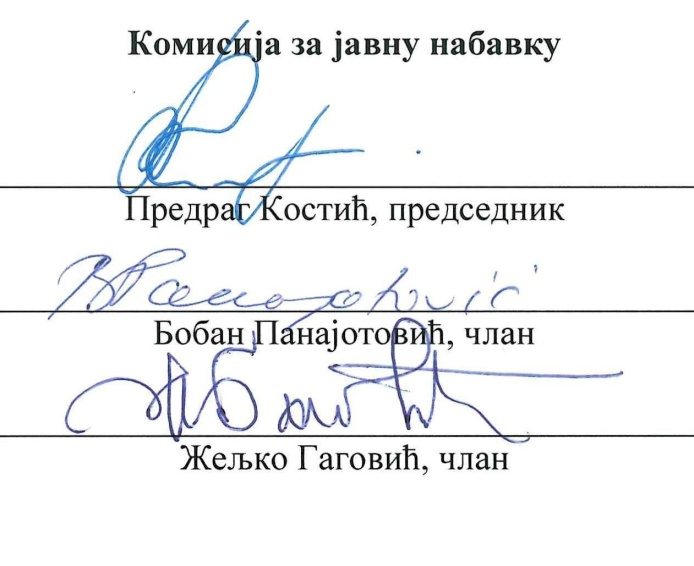 Комисија за јавну набавку
Предраг Костић, председник
Бобан Панајотовић, члан
Жељко Гаговић, члан